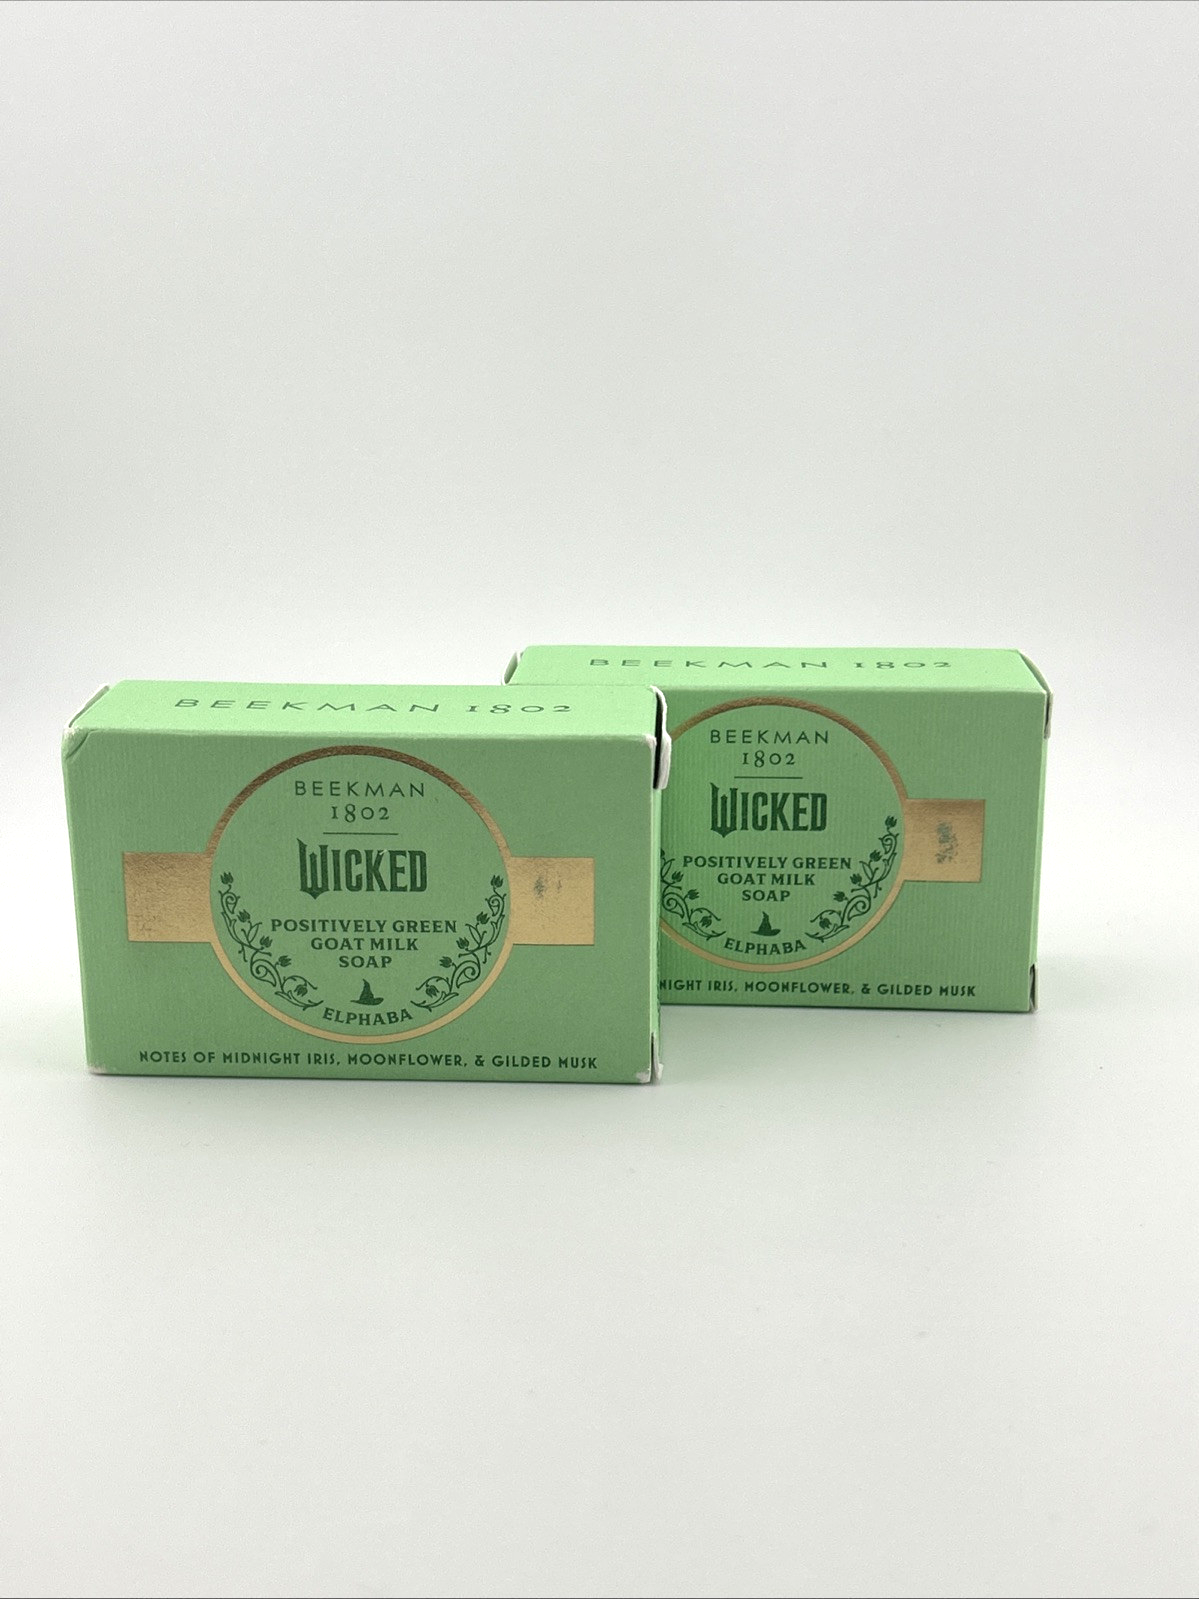 BEEKMAN 1802
BEEKMAN
1802
WICKED
POSITIVELY GREEN
GOAT MILK
SOAP
ELPHABA
NOTES OF MIDNIGHT IRIS, MOONFLOWER, & GILDED MUSK
BEEKMAN 1802
BEEKMAN
1802
WICKED
POSITIVELY GREEN
GOAT MILK
SOAP
ELPHABA
NIGHT IRIS, MOONFLOWER, & GILDED MUSK